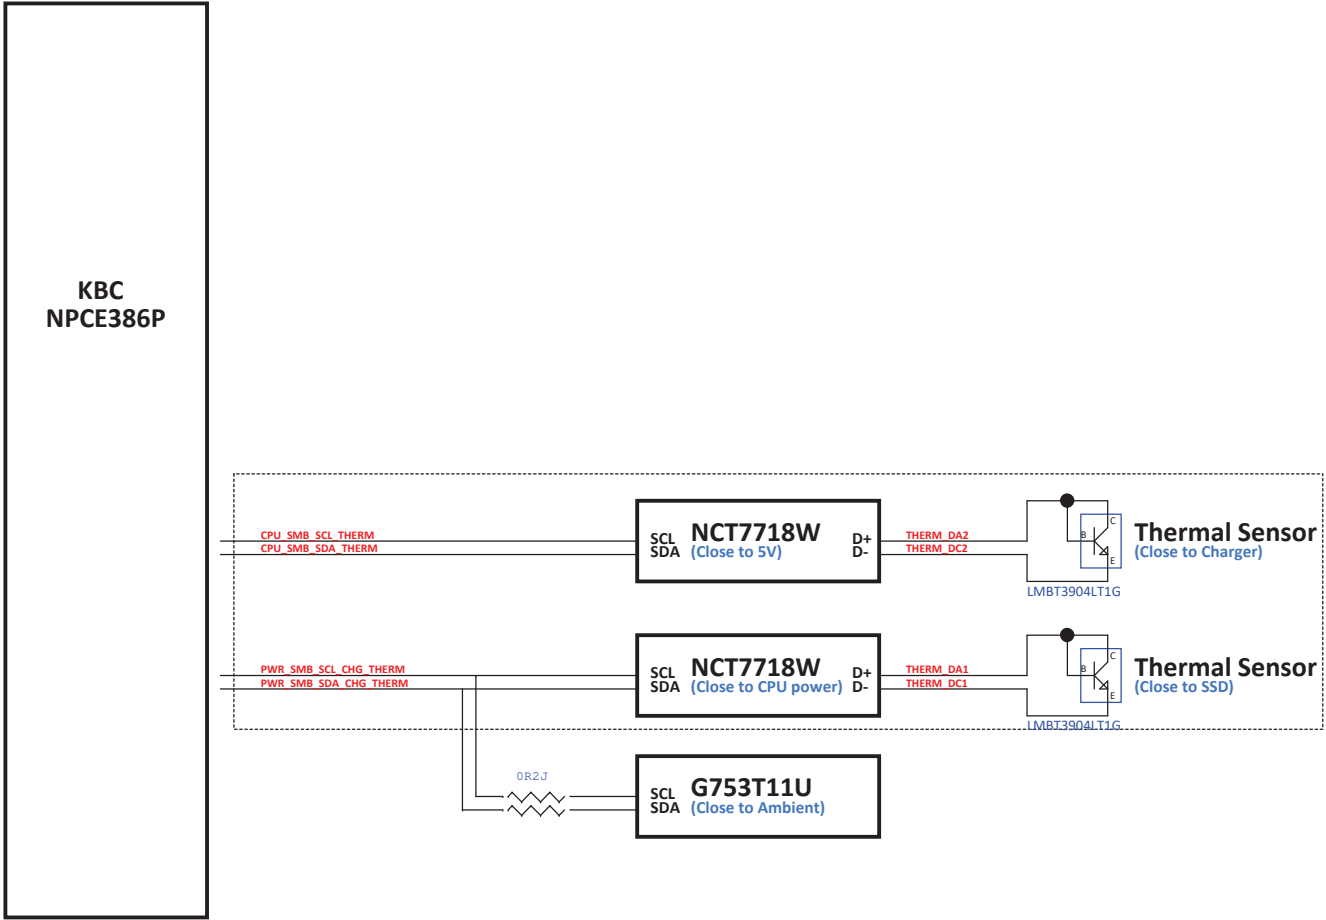 KBC
NPCE386P
CPU_SMB_SCL_THERM
CPU_SMB_SDA_THERM
SCL
SDA
NCT7718W
(Close to 5V)
D+
D-
THERM_DA2
THERM_DC2
C
B
E
LMBT3904LT1G
Thermal Sensor
(Close to Charger)
PWR_SMB_SCL_CHG_THERM
PWR_SMB_SDA_CHG_THERM
SCL
SDA
NCT7718W
(Close to CPU power)
D+
D-
THERM_DA1
THERM_DC1
C
B
E
LMBT3904LT1G
Thermal Sensor
(Close to SSD)
0R2J
SCL
SDA
G753T11U
(Close to Ambient)